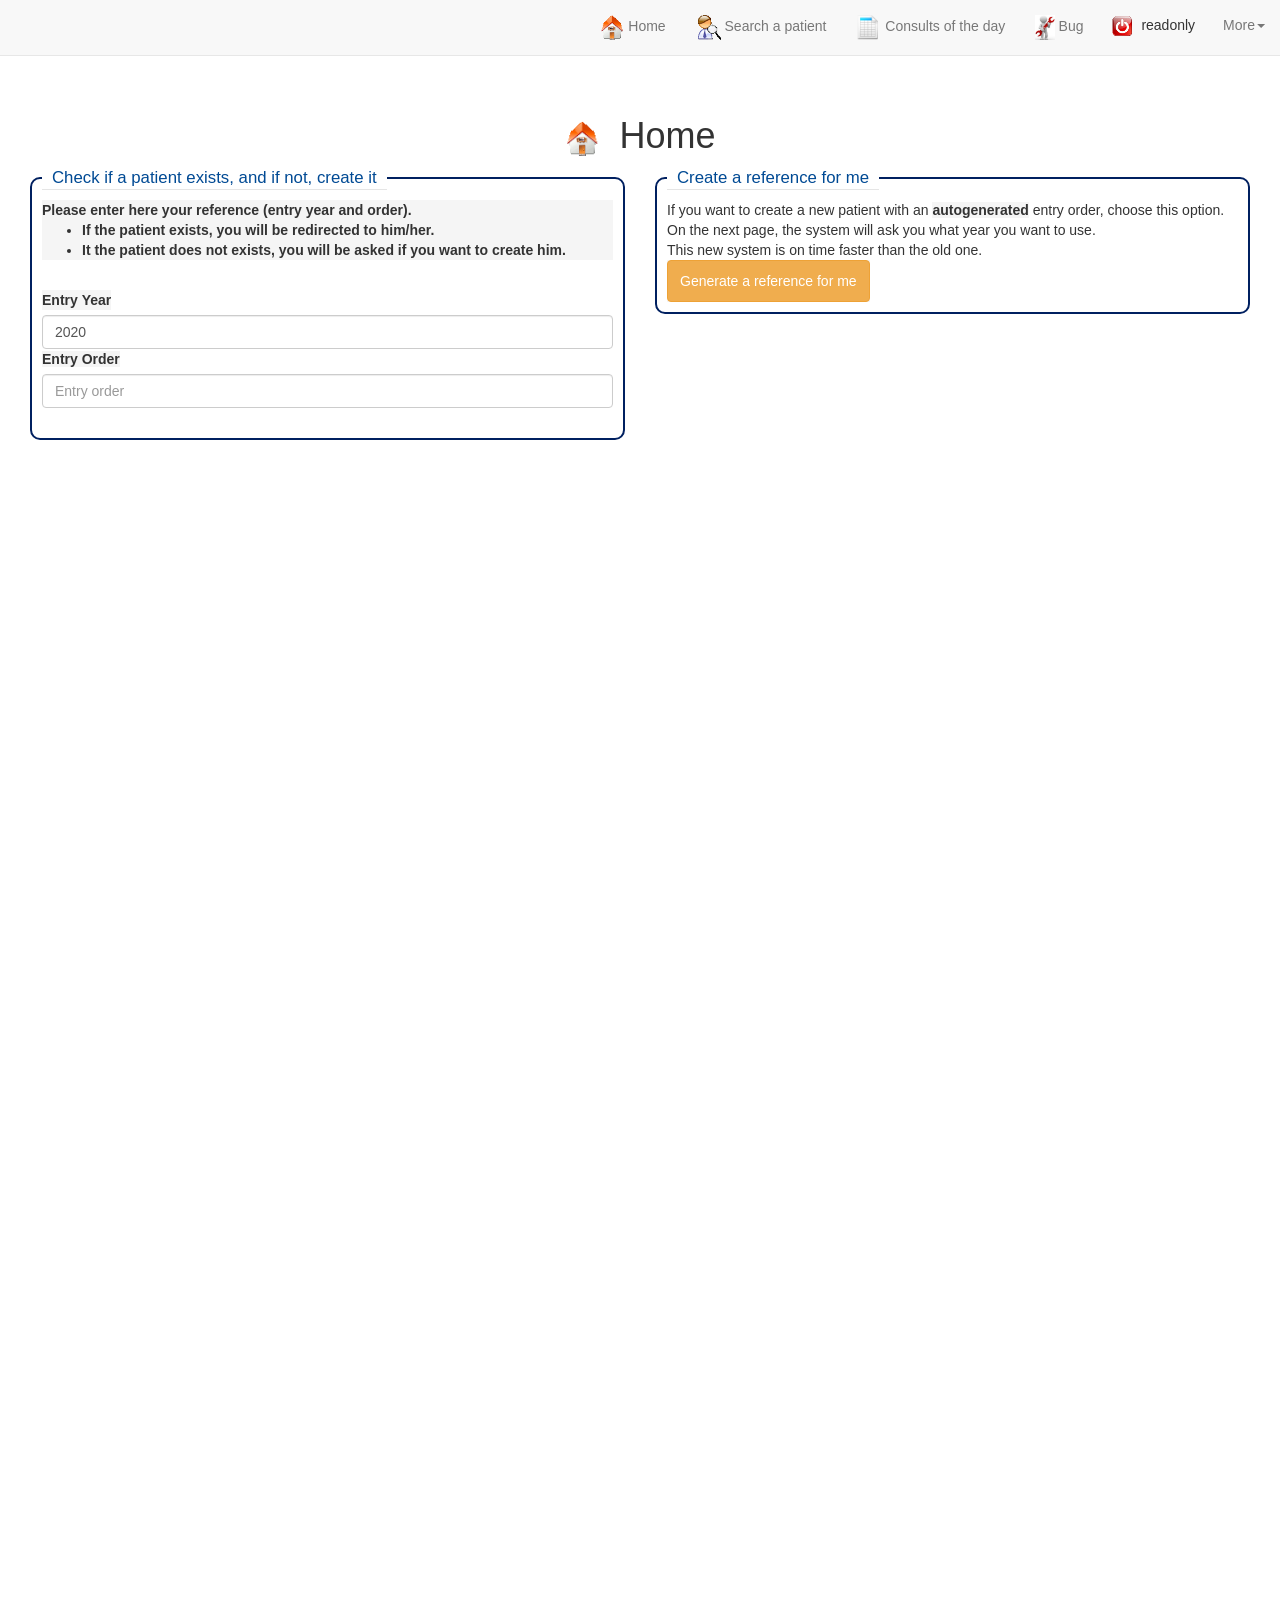 Home
Search a patient
Consults of the day
Bug
readonly
More
Home
Check if a patient exists, and if not, create it
Please enter here your reference (entry year and order).
If the patient exists, you will be redirected to him/her.
It the patient does not exists, you will be asked if you want to create him.
Entry Year
2020
Entry Order
Entry order
Create a reference for me
If you want to create a new patient with an autogenerated entry order, choose this option.
On the next page, the system will ask you what year you want to use.
This new system is on time faster than the old one.
Generate a reference for me